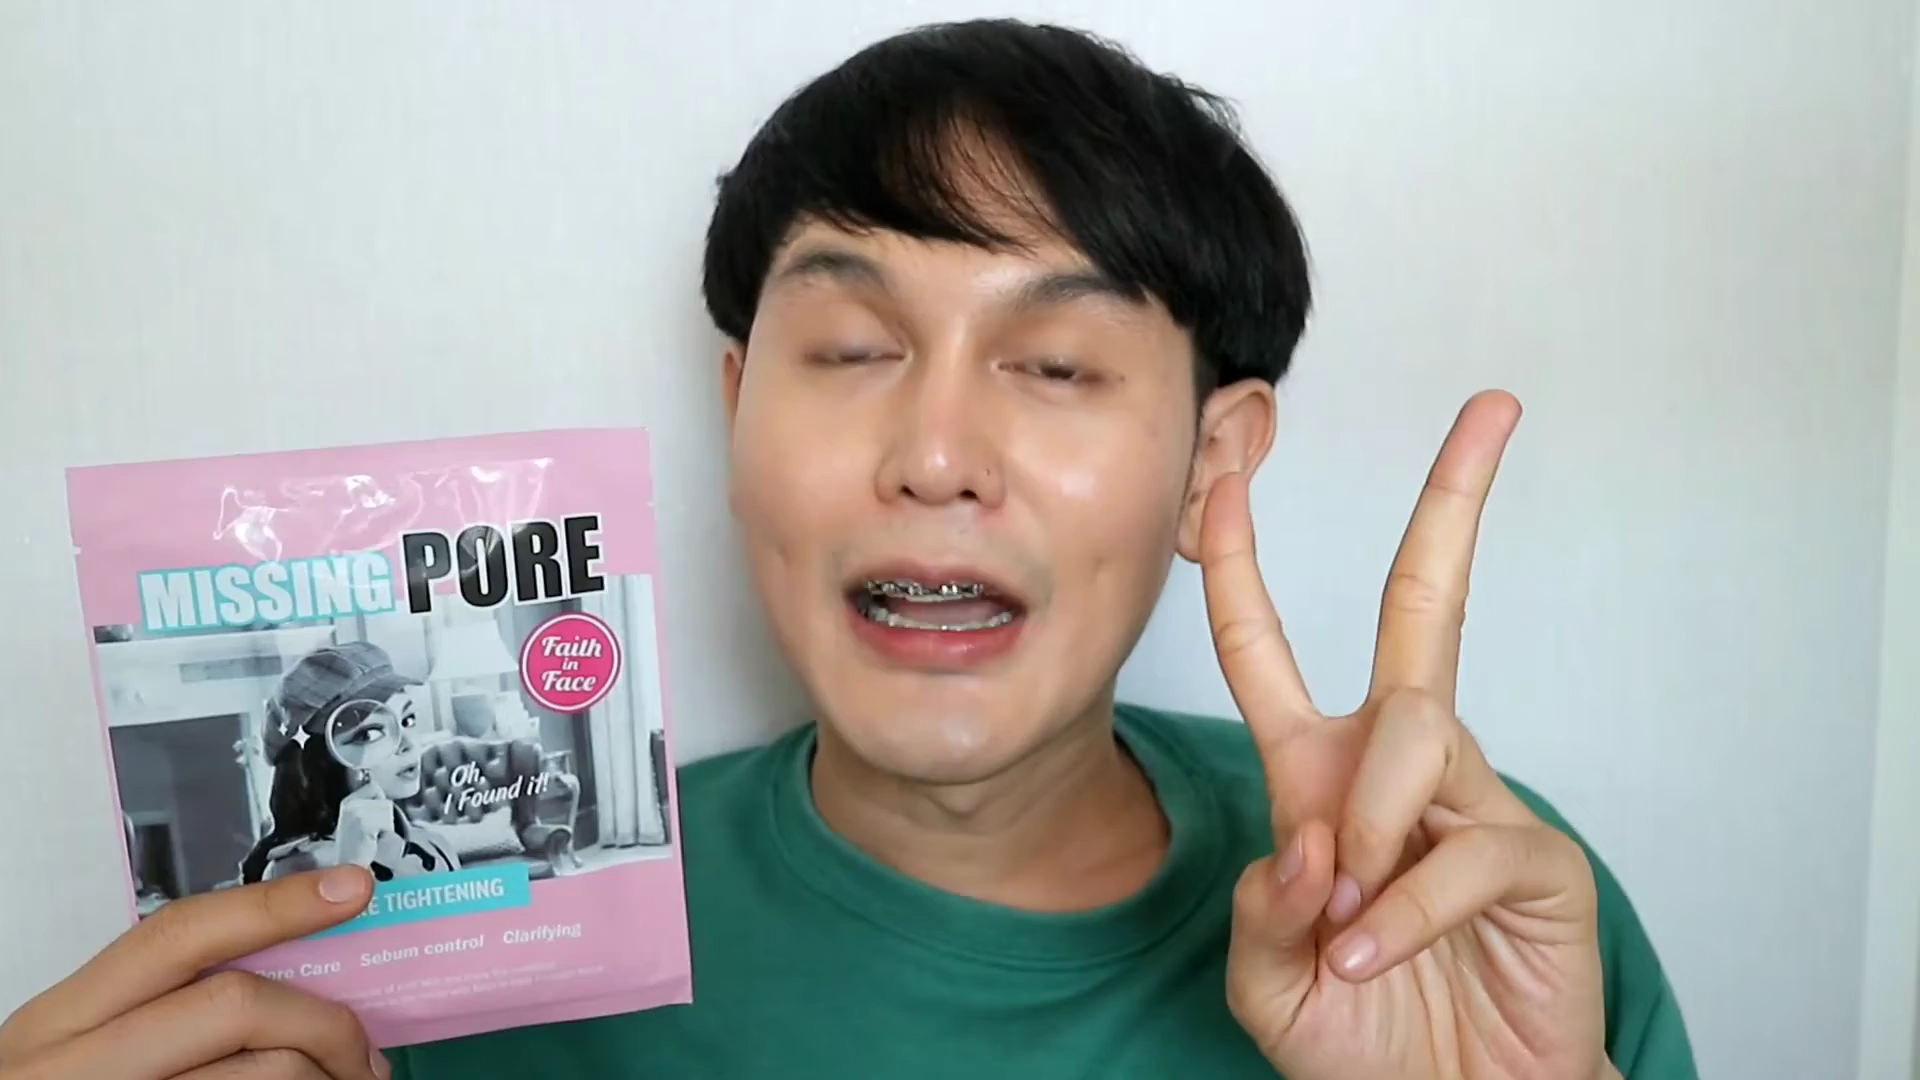 MISSING PORE
Faith
in
Face
Oh,
I Found it!
TIGHTENING
Pore Care Sebum control Clarifying